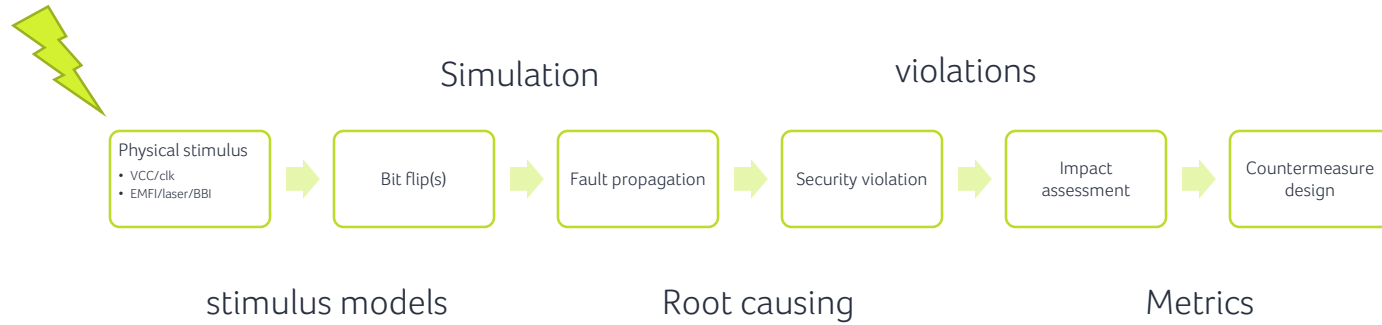 Simulation
violations
Physical stimulus
• VCC/clk
• EMFI/laser/BBI
Bit flip(s)
Fault propagation
Security violation
Impact
assessment
Countermeasure
design
stimulus models
Root causing
Metrics